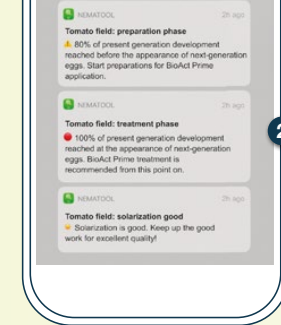 NEMATOOL 2h ago
Tomato field: preparation phase
⚠ 80% of present generation development
reached before the appearance of next-generation
eggs. Start preparations for BioAct Prime
application.
NEMATOOL 2h ago
Tomato field: treatment phase
🔴 100% of present generation development
reached at the appearance of next-generation
eggs. BioAct Prime treatment is
recommended from this point on.
NEMATOOL 2h ago
Tomato field: solarization good
Solarization is good. Keep up the good
work for excellent quality!
2